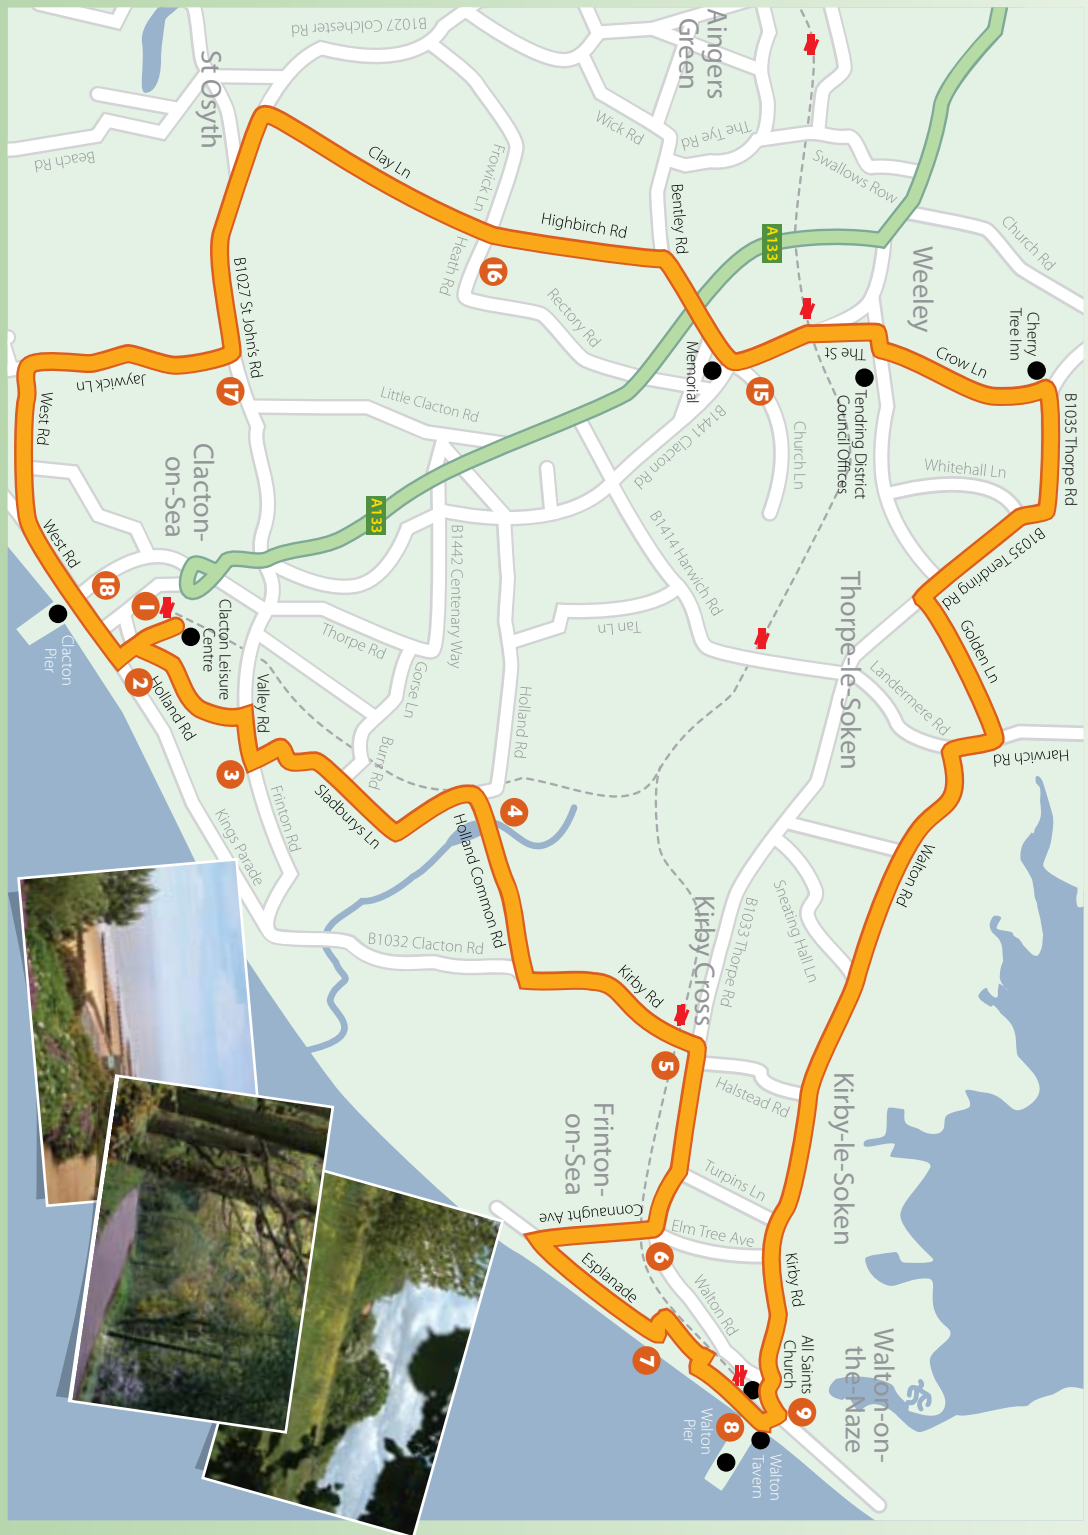 B1027 Colchester Rd
St Osyth
Beach Rd
Aingers
Green
Wick Rd
The Tye Rd
Swallows Row
Church Rd
Clay Ln
Frowick Ln
Heath Rd
Highbirch Rd
Bentley Rd
A133
Weeley
Cherry
Tree Inn
Crow Ln
The St
B1035 Thorpe Rd
B1027 St John's Rd
16
Rectory Rd
Memorial
15
Tendring District
Council Offices
Jaywick Ln
17
Little Clacton Rd
B1441 Clacton Rd
Church Ln
Whitehall Ln
West Rd
Clacton-
on-Sea
A133
B1442 Centenary Way
B1414 Harwich Rd
B1035 Tendring Rd
West Rd
18
1
Clacton Leisure
Centre
Clacton
Pier
2
Holland Rd
Valley Rd
3
Thorpe Rd
Gorse Ln
Burrs Rd
Tan Ln
Holland Rd
Thorpe-le-Soken
Golden Ln
Landermere Rd
Harwich Rd
Sladburys Ln
Frinton Rd
Kings Parade
4
Holland Common Rd
B1032 Clacton Rd
Walton Rd
Sneating Hall Ln
B1033 Thorpe Rd
Kirby Cross
Kirby Rd
5
Halstead Rd
Kirby-le-Soken
Frinton-
on-Sea
Turpins Ln
Connaught Ave
Elm Tree Ave
6
Esplanade
Walton Rd
Kirby Rd
7
All Saints
Church
Walton-on-
the-Naze
9
8
Walton
Pier
Walton
Tavern